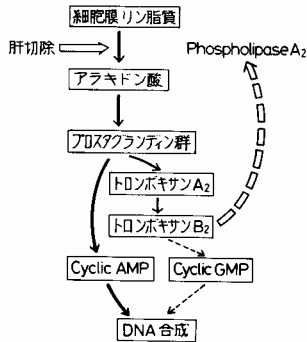 細胞膜リン脂質
肝切除
PhospholipaseA₂
アラキドン酸
プロスタグランディン群
トロンボキサンA₂
トロンボキサンB₂
Cyclic AMP
Cyclic GMP
DNA合成